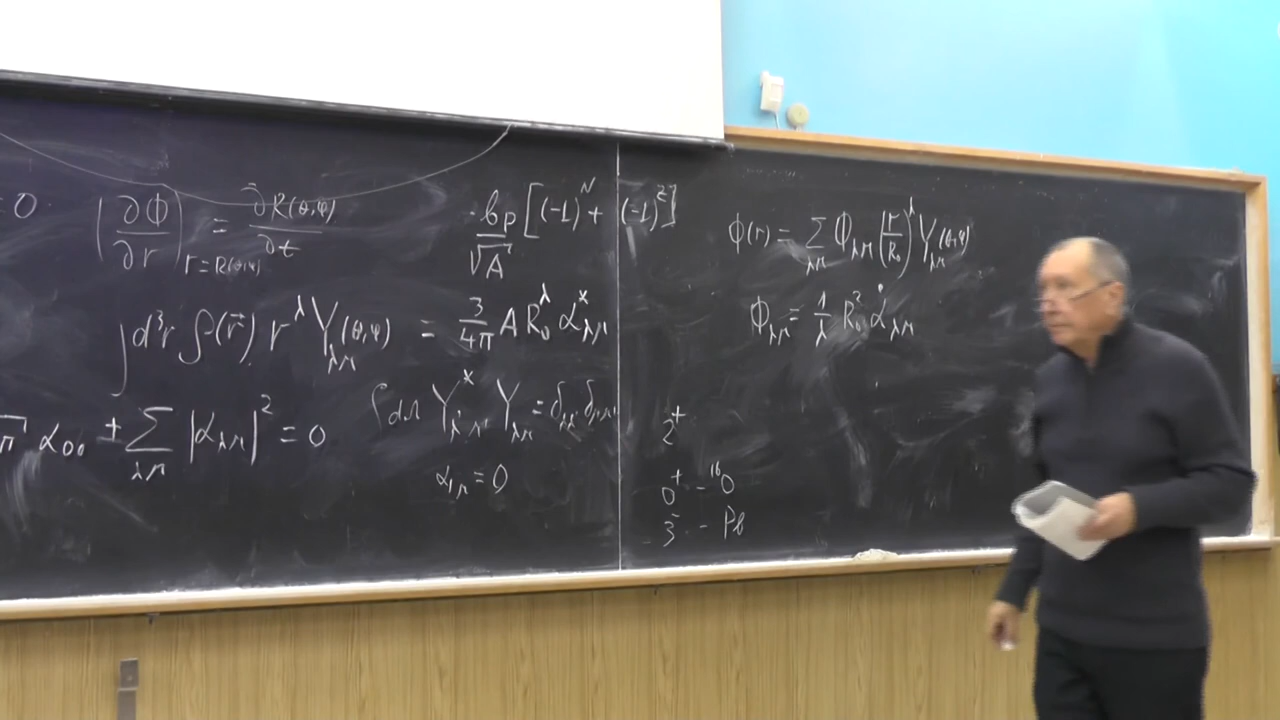 = 0 (∂Φ/∂r)_{r=R(θ,φ)} = ∂R(θ,φ)/∂t
bp/√A [(-1)^N + (-1)^Z]
∫d³r ρ(r⃗) r^λ Y_{λμ}(θ,φ) = 3/4π A R₀^λ α*_{λμ}
α₀₀ ± Σ_{λμ} |α_{λμ}|² = 0
∫dΩ Y*_{λ'μ'} Y_{λμ} = δ_{λλ'} δ_{μμ'}
α_{1μ} = 0
Φ(r) = Σ_{λμ} Φ_{λμ} (r/R₀)^λ Y_{λμ}(θ,φ)
Φ_{λμ} = 1/λ R₀² α̇_{λμ}
2⁺
0⁺ - ¹⁶O
3⁻ - Pb